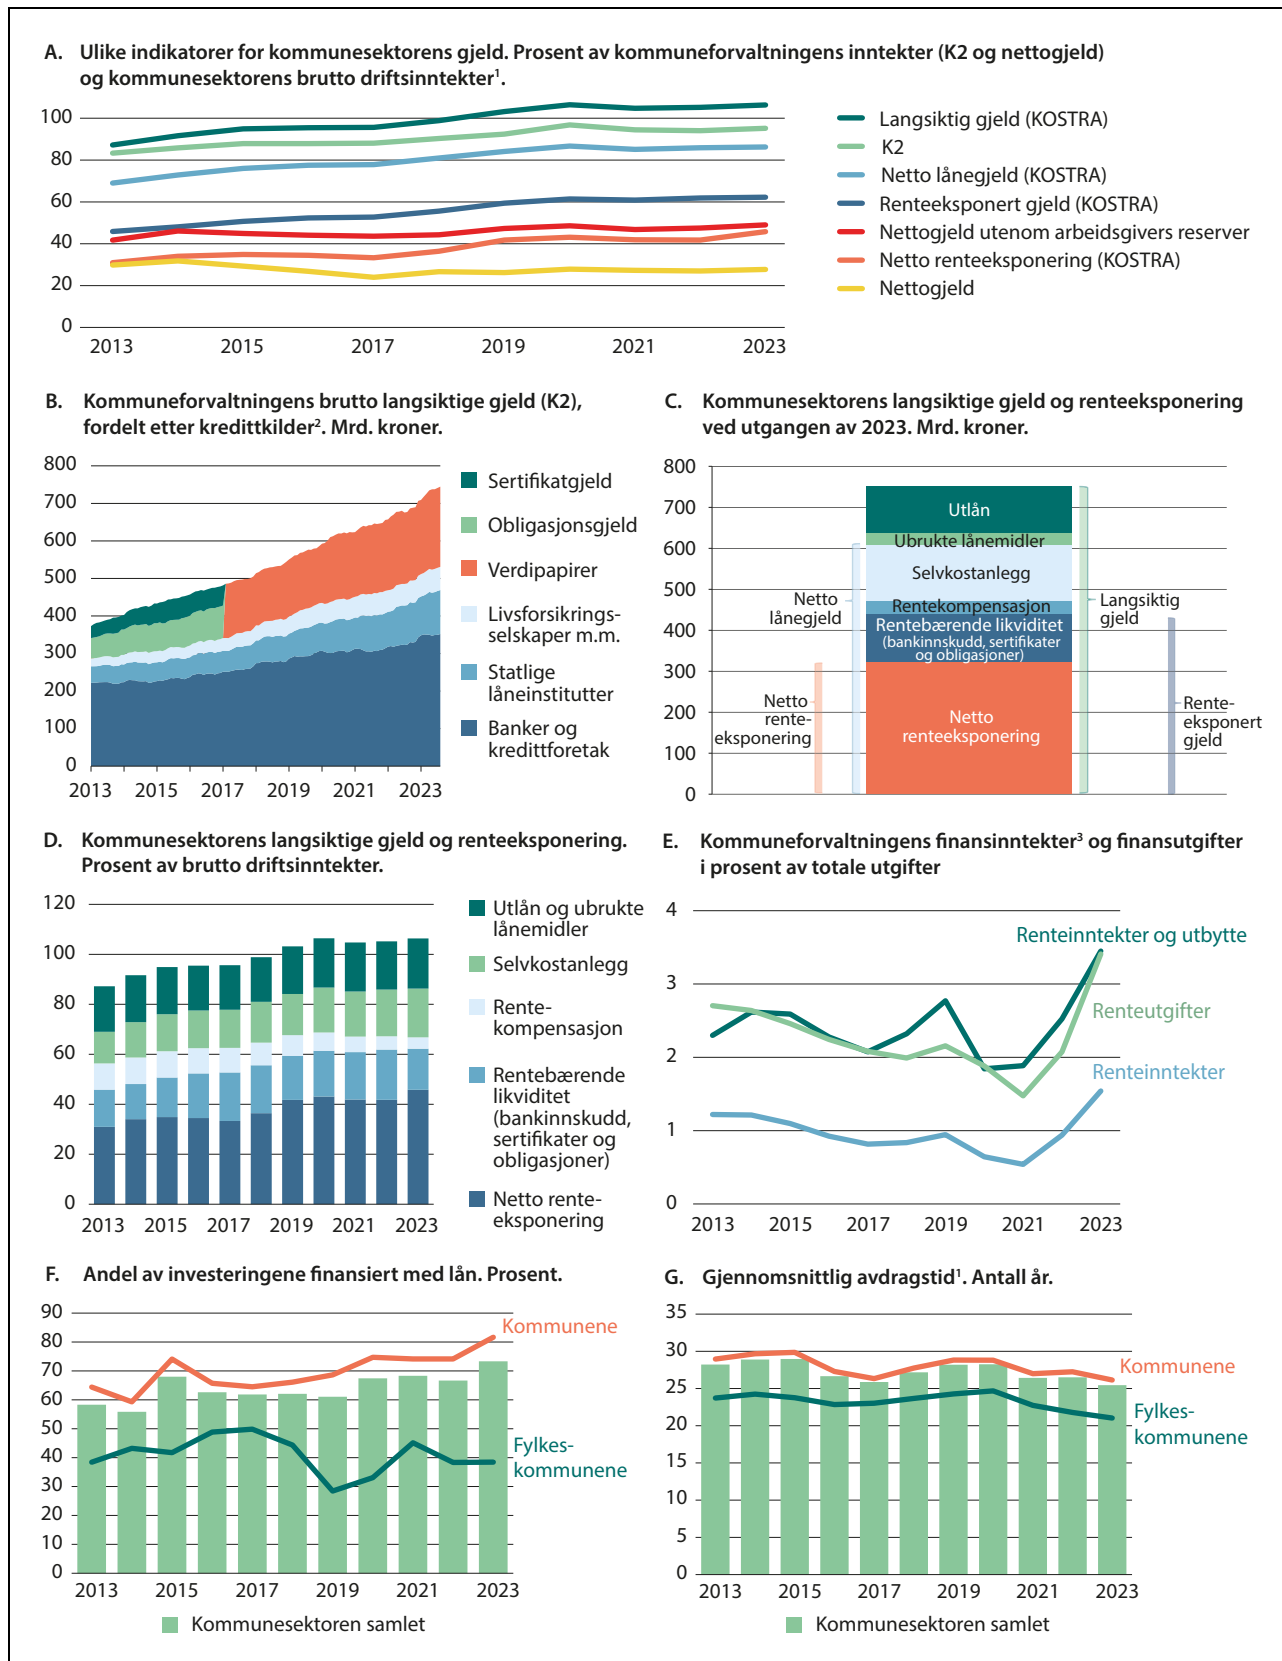 A. Ulike indikatorer for kommunesektorens gjeld. Prosent av kommuneforvaltningens inntekter (K2 og nettogjeld)
og kommunesektorens brutto driftsinntekter¹.
100
80
60
40
20
0
2013 2015 2017 2019 2021 2023
Langsiktig gjeld (KOSTRA)
K2
Netto lånegjeld (KOSTRA)
Renteeksponert gjeld (KOSTRA)
Nettogjeld utenom arbeidsgivers reserver
Netto renteeksponering (KOSTRA)
Nettogjeld
B. Kommuneforvaltningens brutto langsiktige gjeld (K2),
fordelt etter kredittkilder². Mrd. kroner.
800
700
600
500
400
300
200
100
0
2013 2015 2017 2019 2021 2023
Sertifikatgjeld
Obligasjonsgjeld
Verdipapirer
Livsforsikrings-
selskaper m.m.
Statlige
låneinstitutter
Banker og
kredittforetak
C. Kommunesektorens langsiktige gjeld og renteeksponering
ved utgangen av 2023. Mrd. kroner.
800
700
600
500
400
300
200
100
0
Utlån
Ubrukte lånemidler
Selvkostanlegg
Rentekompensasjon
Rentebærende likviditet
(bankinnskudd, sertifikater
og obligasjoner)
Netto
renteeksponering
Netto
lånegjeld
Netto
rente-
eksponering
Langsiktig
gjeld
Rente-
eksponert
gjeld
D. Kommunesektorens langsiktige gjeld og renteeksponering.
Prosent av brutto driftsinntekter.
120
100
80
60
40
20
0
2013 2015 2017 2019 2021 2023
Utlån og ubrukte
lånemidler
Selvkostanlegg
Rente-
kompensasjon
Rentebærende
likviditet
(bankinnskudd,
sertifikater og
obligasjoner)
Netto rente-
eksponering
E. Kommuneforvaltningens finansinntekter³ og finansutgifter
i prosent av totale utgifter
4
3
2
1
0
2013 2015 2017 2019 2021 2023
Renteinntekter og utbytte
Renteutgifter
Renteinntekter
F. Andel av investeringene finansiert med lån. Prosent.
90
80
70
60
50
40
30
20
10
0
2013 2015 2017 2019 2021 2023
Kommunene
Fylkes-
kommunene
Kommunesektoren samlet
G. Gjennomsnittlig avdragstid¹. Antall år.
35
30
25
20
15
10
5
0
2013 2015 2017 2019 2021 2023
Kommunene
Fylkes-
kommunene
Kommunesektoren samlet